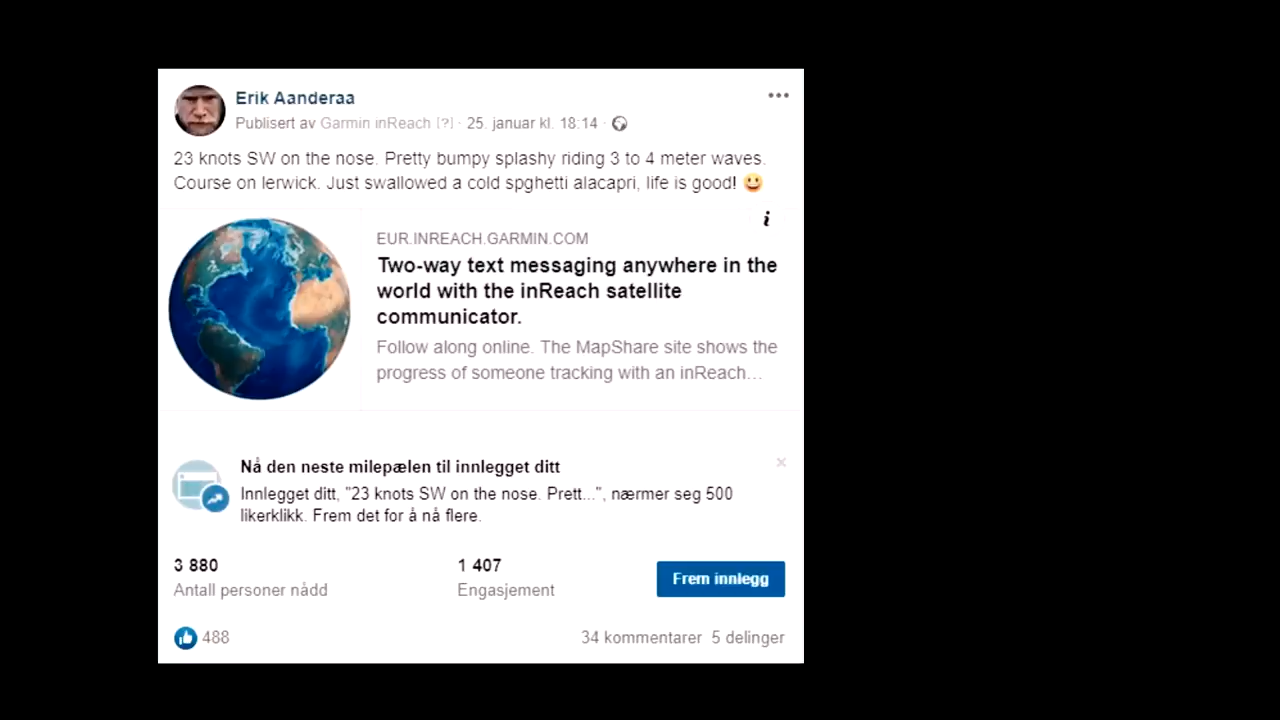 Erik Aanderaa
Publisert av Garmin inReach [?] · 25. januar kl. 18:14 ·
23 knots SW on the nose. Pretty bumpy splashy riding 3 to 4 meter waves.
Course on lerwick. Just swallowed a cold spghetti alacapri, life is good! 😀
i
EUR.INREACH.GARMIN.COM
Two-way text messaging anywhere in the
world with the inReach satellite
communicator.
Follow along online. The MapShare site shows the
progress of someone tracking with an inReach...
Nå den neste milepælen til innlegget ditt
Innlegget ditt, "23 knots SW on the nose. Prett...", nærmer seg 500
likerklikk. Frem det for å nå flere.
3 880 1 407
Antall personer nådd Engasjement
Frem innlegg
488 34 kommentarer 5 delinger